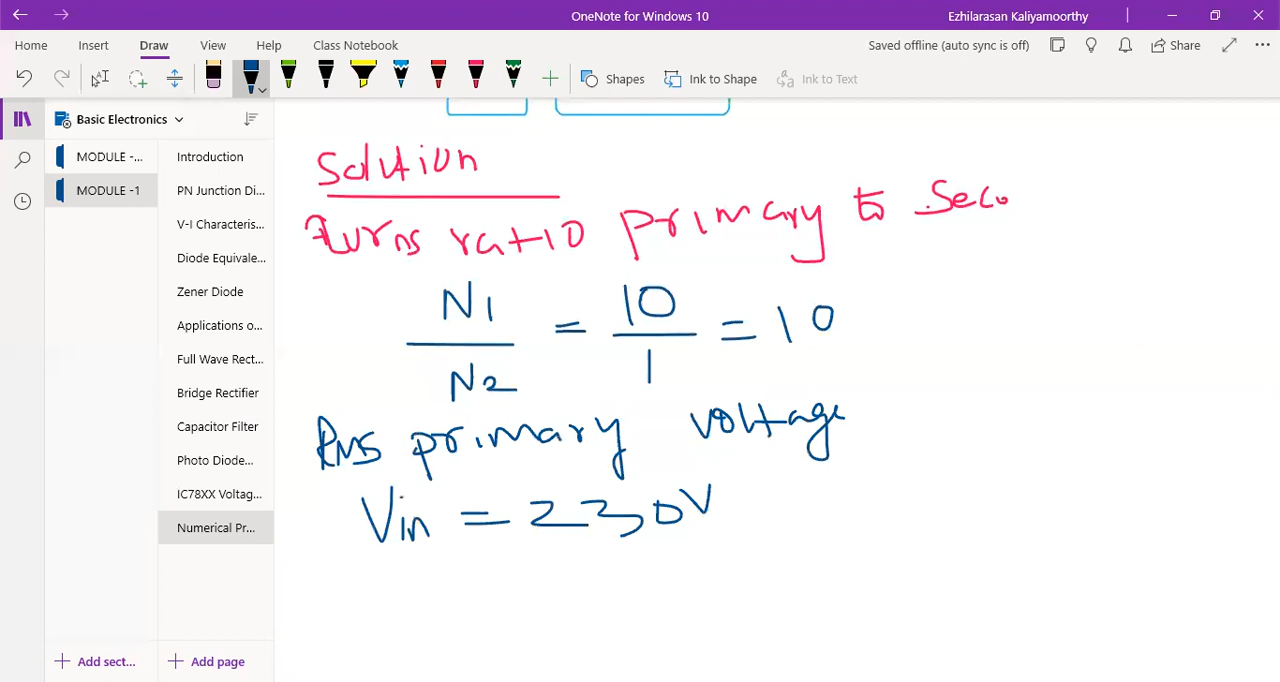 OneNote for Windows 10
Ezhilarasan Kaliyamoorthy
Home Insert Draw View Help Class Notebook
Saved offline (auto sync is off) Share
Shapes Ink to Shape Ink to Text
Basic Electronics
MODULE -...
MODULE -1
Introduction
PN Junction Di...
V-I Characteris...
Diode Equivale...
Zener Diode
Applications o...
Full Wave Rect...
Bridge Rectifier
Capacitor Filter
Photo Diode...
IC78XX Voltag...
Numerical Pr...
Add sect...
Add page
Solution
Turns ratio primary to Seco
N1/N2 = 10/1 = 10
Rms primary voltage
Vin = 230V